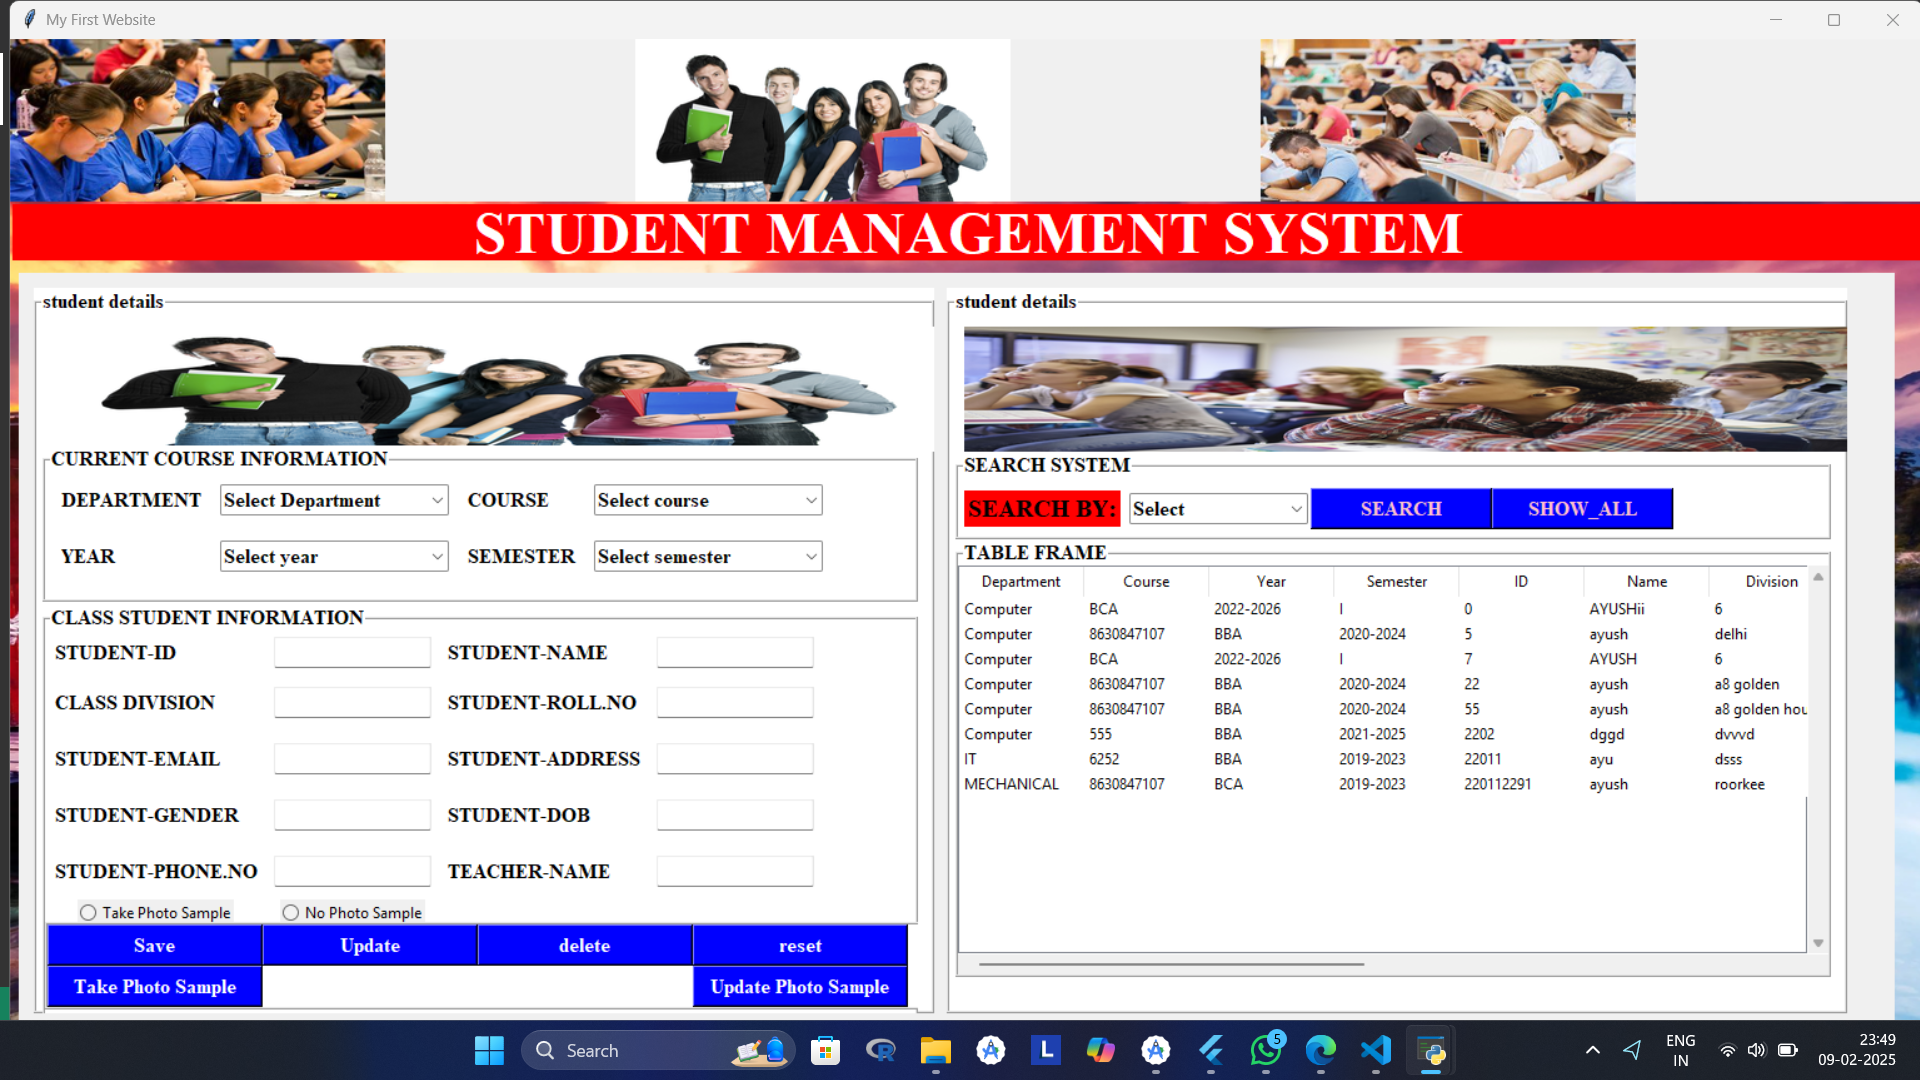 My First Website
STUDENT MANAGEMENT SYSTEM
student details
CURRENT COURSE INFORMATION
DEPARTMENT Select Department COURSE Select course
YEAR Select year SEMESTER Select semester
CLASS STUDENT INFORMATION
STUDENT-ID STUDENT-NAME
CLASS DIVISION STUDENT-ROLL.NO
STUDENT-EMAIL STUDENT-ADDRESS
STUDENT-GENDER STUDENT-DOB
STUDENT-PHONE.NO TEACHER-NAME
Take Photo Sample No Photo Sample
Save Update delete reset
Take Photo Sample Update Photo Sample
student details
SEARCH SYSTEM
SEARCH BY: Select SEARCH SHOW_ALL
TABLE FRAME
Department Course Year Semester ID Name Division
Computer BCA 2022-2026 I 0 AYUSHii 6
Computer 8630847107 BBA 2020-2024 5 ayush delhi
Computer BCA 2022-2026 I 7 AYUSH 6
Computer 8630847107 BBA 2020-2024 22 ayush a8 golden
Computer 8630847107 BBA 2020-2024 55 ayush a8 golden hou
Computer 555 BBA 2021-2025 2202 dggd dvvvd
IT 6252 BBA 2019-2023 22011 ayu dsss
MECHANICAL 8630847107 BCA 2019-2023 220112291 ayush roorkee
Search
L
5
ENG
IN
23:49
09-02-2025